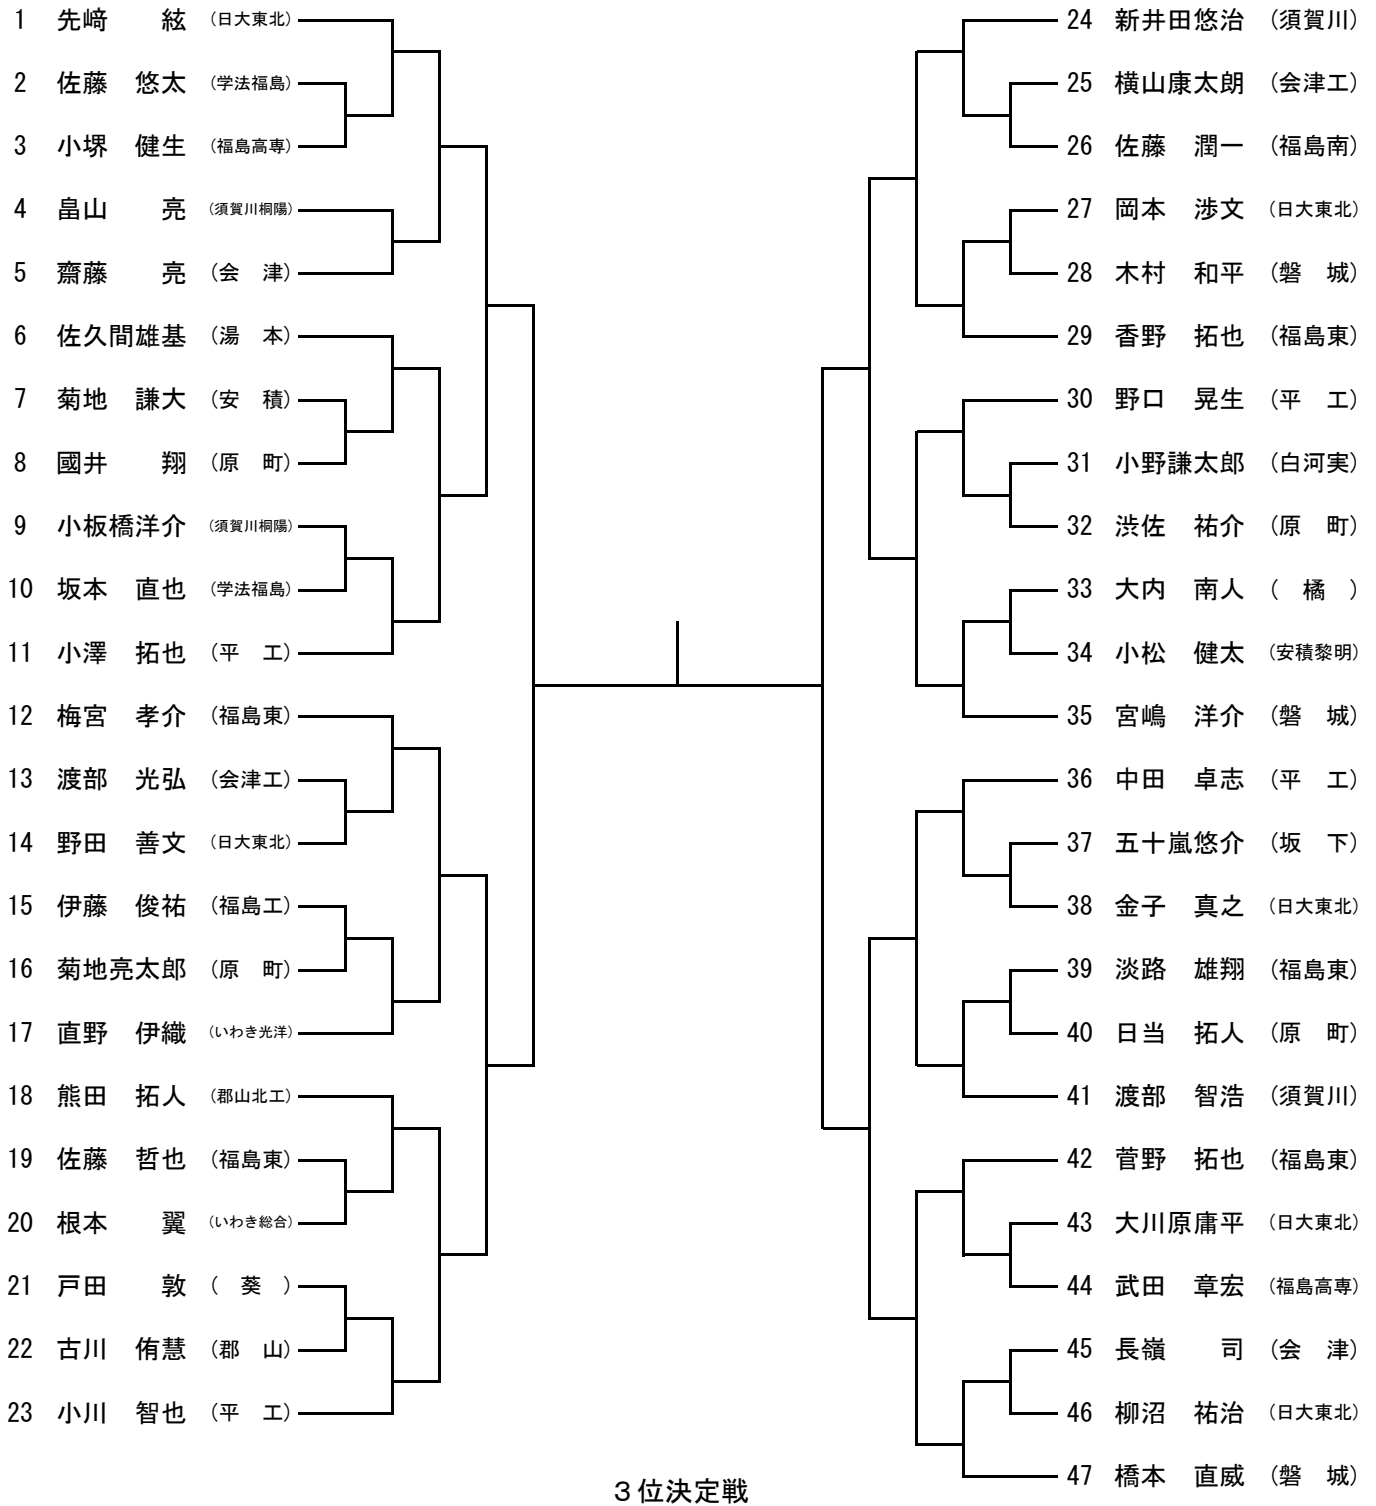 1 先﨑　　絃 (日大東北)
2 佐藤　悠太 (学法福島)
3 小堺　健生 (福島高専)
4 畠山　　亮 (須賀川桐陽)
5 齋藤　　亮 (会　津)
6 佐久間雄基 (湯　本)
7 菊地　謙大 (安　積)
8 國井　　翔 (原　町)
9 小板橋洋介 (須賀川桐陽)
10 坂本　直也 (学法福島)
11 小澤　拓也 (平　工)
12 梅宮　孝介 (福島東)
13 渡部　光弘 (会津工)
14 野田　善文 (日大東北)
15 伊藤　俊祐 (福島工)
16 菊地亮太郎 (原　町)
17 直野　伊織 (いわき光洋)
18 熊田　拓人 (郡山北工)
19 佐藤　哲也 (福島東)
20 根本　　翼 (いわき総合)
21 戸田　　敦 (　葵　)
22 古川　侑慧 (郡　山)
23 小川　智也 (平　工)
24 新井田悠治 (須賀川)
25 横山康太朗 (会津工)
26 佐藤　潤一 (福島南)
27 岡本　渉文 (日大東北)
28 木村　和平 (磐　城)
29 香野　拓也 (福島東)
30 野口　晃生 (平　工)
31 小野謙太郎 (白河実)
32 渋佐　祐介 (原　町)
33 大内　南人 (　橘　)
34 小松　健太 (安積黎明)
35 宮嶋　洋介 (磐　城)
36 中田　卓志 (平　工)
37 五十嵐悠介 (坂　下)
38 金子　真之 (日大東北)
39 淡路　雄翔 (福島東)
40 日当　拓人 (原　町)
41 渡部　智浩 (須賀川)
42 菅野　拓也 (福島東)
43 大川原庸平 (日大東北)
44 武田　章宏 (福島高専)
45 長嶺　　司 (会　津)
46 柳沼　祐治 (日大東北)
47 橋本　直威 (磐　城)
３位決定戦